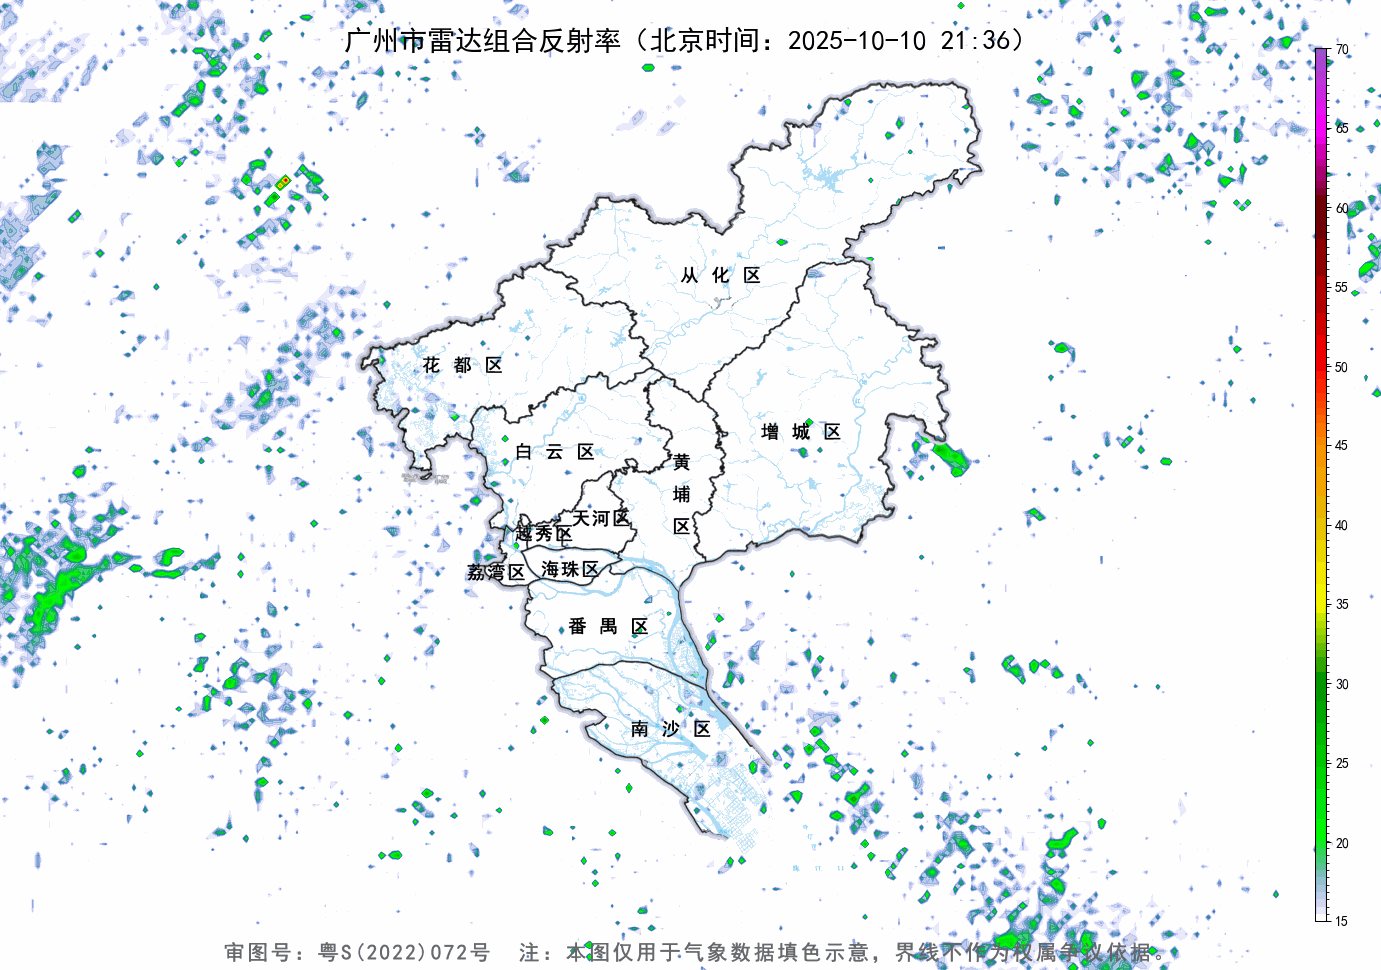 广州市雷达组合反射率（北京时间：2025-10-10 21:36）
70
65
60
55
50
45
40
35
30
25
20
15
从化区
花都区
增城区
白云区
黄埔区
天河区
越秀区
荔湾区
海珠区
番禺区
南沙区
审图号：粤S(2022)072号 注：本图仅用于气象数据填色示意，界线不作为权属争议依据。